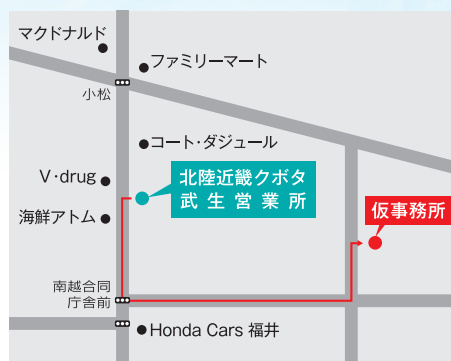 マクドナルド
ファミリーマート
小松
コート・ダジュール
V・drug
北陸近畿クボタ
武生営業所
海鮮アトム
仮事務所
南越合同
庁舎前
Honda Cars 福井